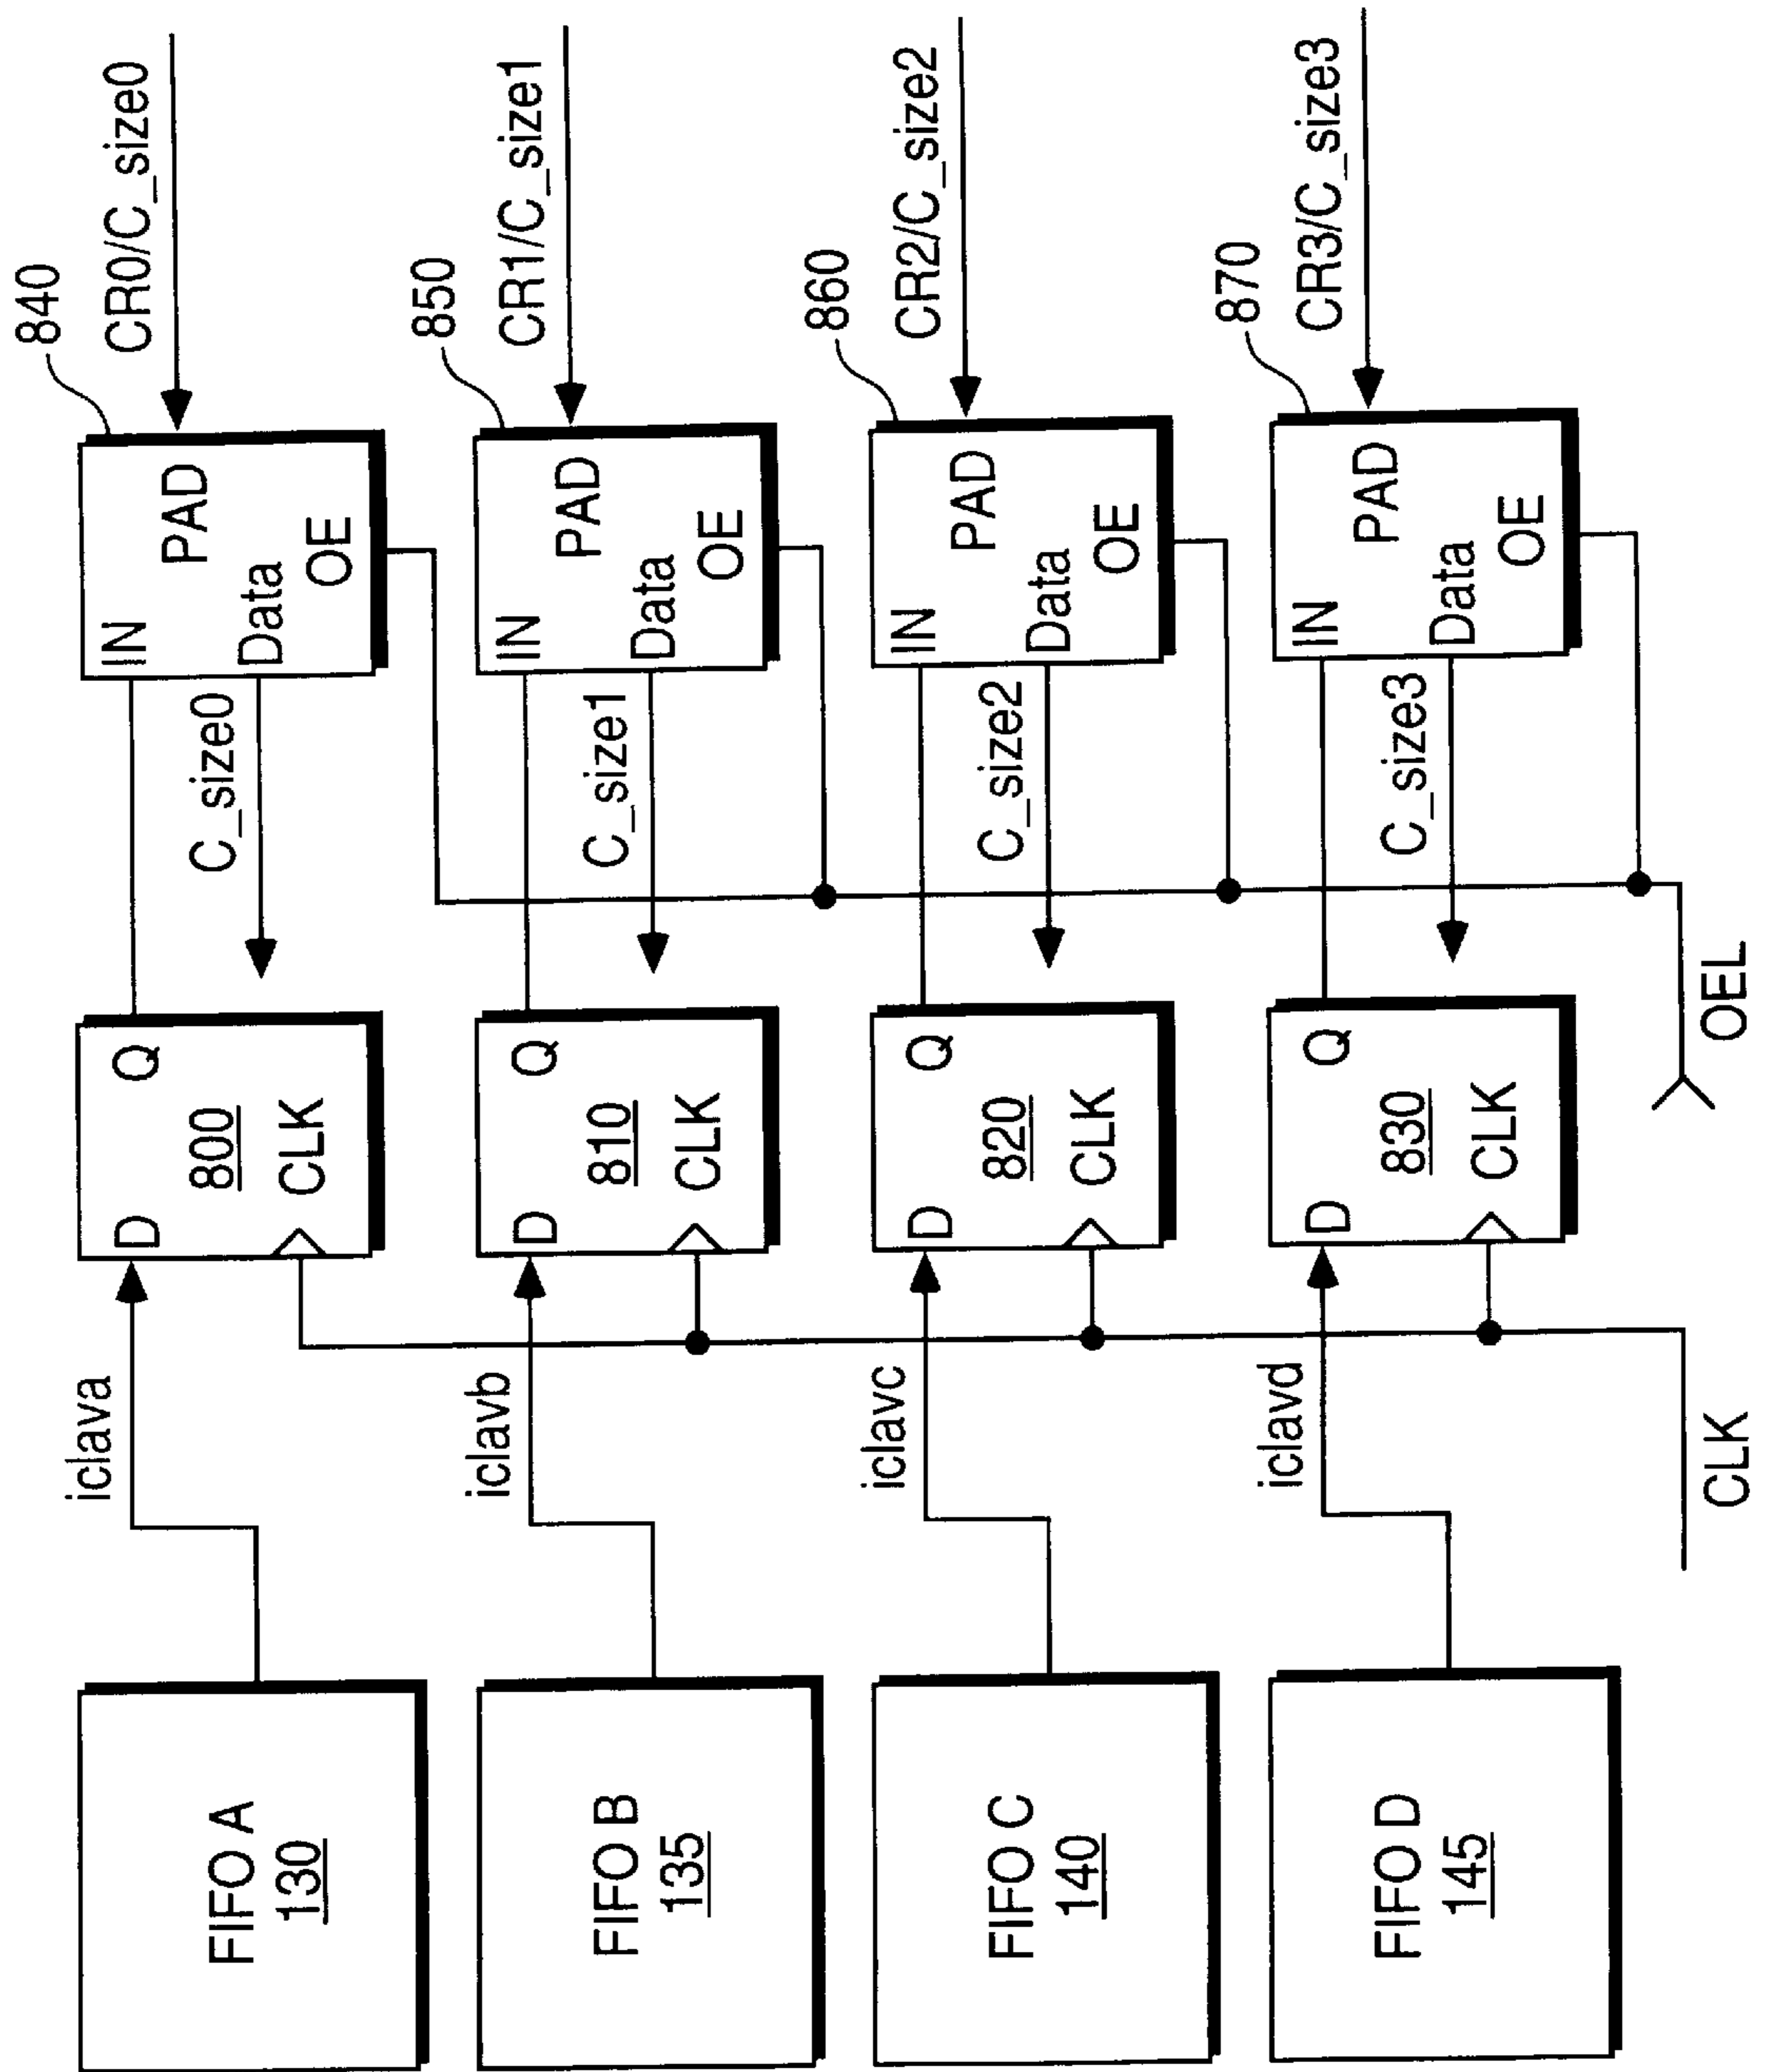 FIFO A
130
iclava
D
Q
800
CLK
C_size0
IN
PAD
Data
OE
840
CR0/C_size0
FIFO B
135
iclavb
D
Q
810
CLK
C_size1
IN
PAD
Data
OE
850
CR1/C_size1
FIFO C
140
iclavc
D
Q
820
CLK
C_size2
IN
PAD
Data
OE
860
CR2/C_size2
FIFO D
145
iclavd
D
Q
830
CLK
C_size3
IN
PAD
Data
OE
870
CR3/C_size3
CLK
OEL